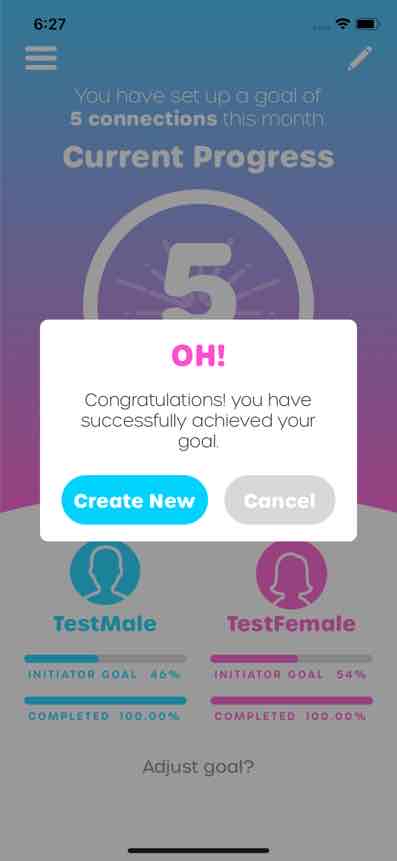 6:27
You have set up a goal of
5 connections this month
Current Progress
5
OH!
Congratulations! you have
successfully achieved your
goal.
Create New
Cancel
TestMale
TestFemale
INITIATOR GOAL 46%
INITIATOR GOAL 54%
COMPLETED 100.00%
COMPLETED 100.00%
Adjust goal?